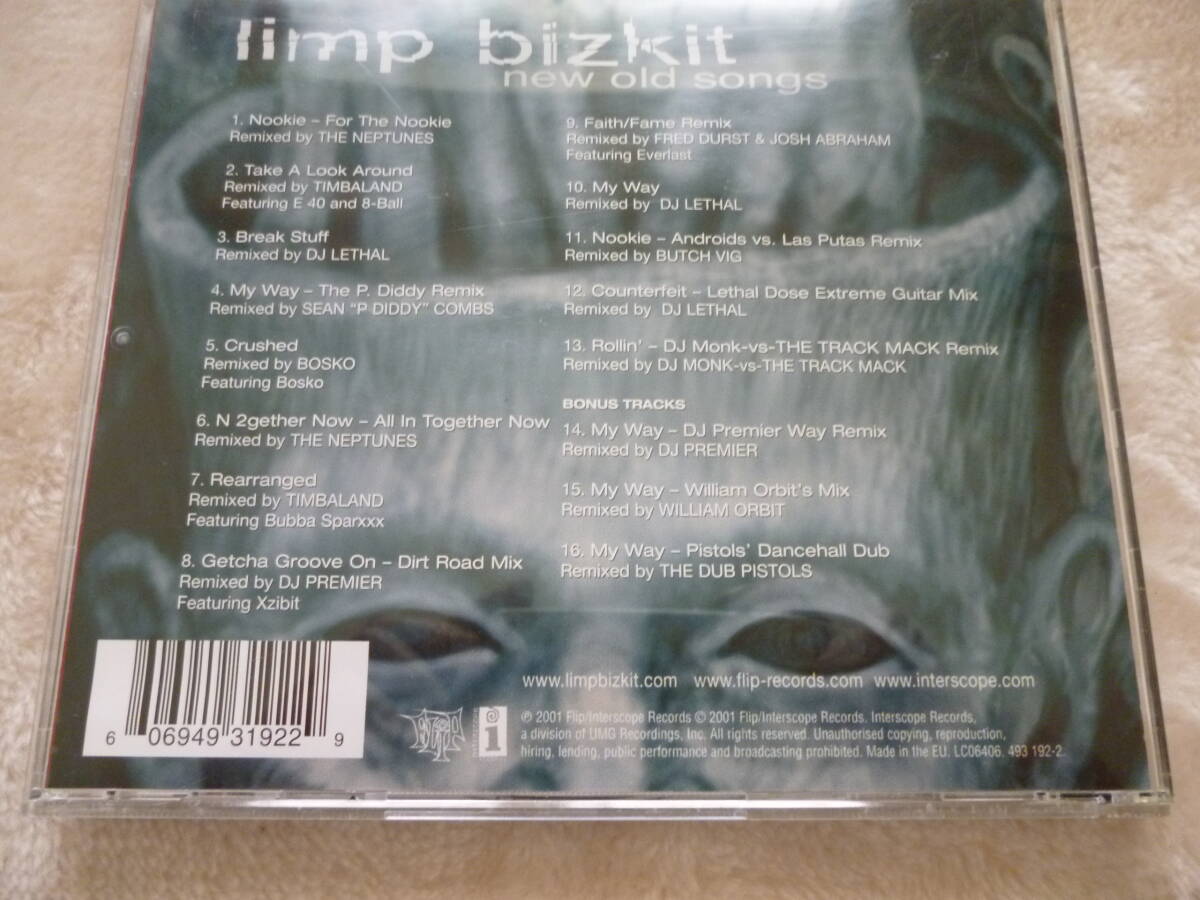 limp bizkit
new old songs
1. Nookie – For The Nookie
Remixed by THE NEPTUNES
2. Take A Look Around
Remixed by TIMBALAND
Featuring E 40 and 8-Ball
3. Break Stuff
Remixed by DJ LETHAL
4. My Way – The P. Diddy Remix
Remixed by SEAN "P DIDDY" COMBS
5. Crushed
Remixed by BOSKO
Featuring Bosko
6. N 2gether Now – All In Together Now
Remixed by THE NEPTUNES
7. Rearranged
Remixed by TIMBALAND
Featuring Bubba Sparxxx
8. Getcha Groove On – Dirt Road Mix
Remixed by DJ PREMIER
Featuring Xzibit
9. Faith/Fame Remix
Remixed by FRED DURST & JOSH ABRAHAM
Featuring Everlast
10. My Way
Remixed by DJ LETHAL
11. Nookie – Androids vs. Las Putas Remix
Remixed by BUTCH VIG
12. Counterfeit – Lethal Dose Extreme Guitar Mix
Remixed by DJ LETHAL
13. Rollin' – DJ Monk-vs-THE TRACK MACK Remix
Remixed by DJ MONK-vs-THE TRACK MACK
BONUS TRACKS
14. My Way – DJ Premier Way Remix
Remixed by DJ PREMIER
15. My Way – William Orbit's Mix
Remixed by WILLIAM ORBIT
16. My Way – Pistols' Dancehall Dub
Remixed by THE DUB PISTOLS
www.limpbizkit.com www.flip-records.com www.interscope.com
℗ 2001 Flip/Interscope Records © 2001 Flip/Interscope Records. Interscope Records,
a division of UMG Recordings, Inc. All rights reserved. Unauthorised copying, reproduction,
hiring, lending, public performance and broadcasting prohibited. Made in the EU. LC06406. 493 192-2.
6 06949 31922 9